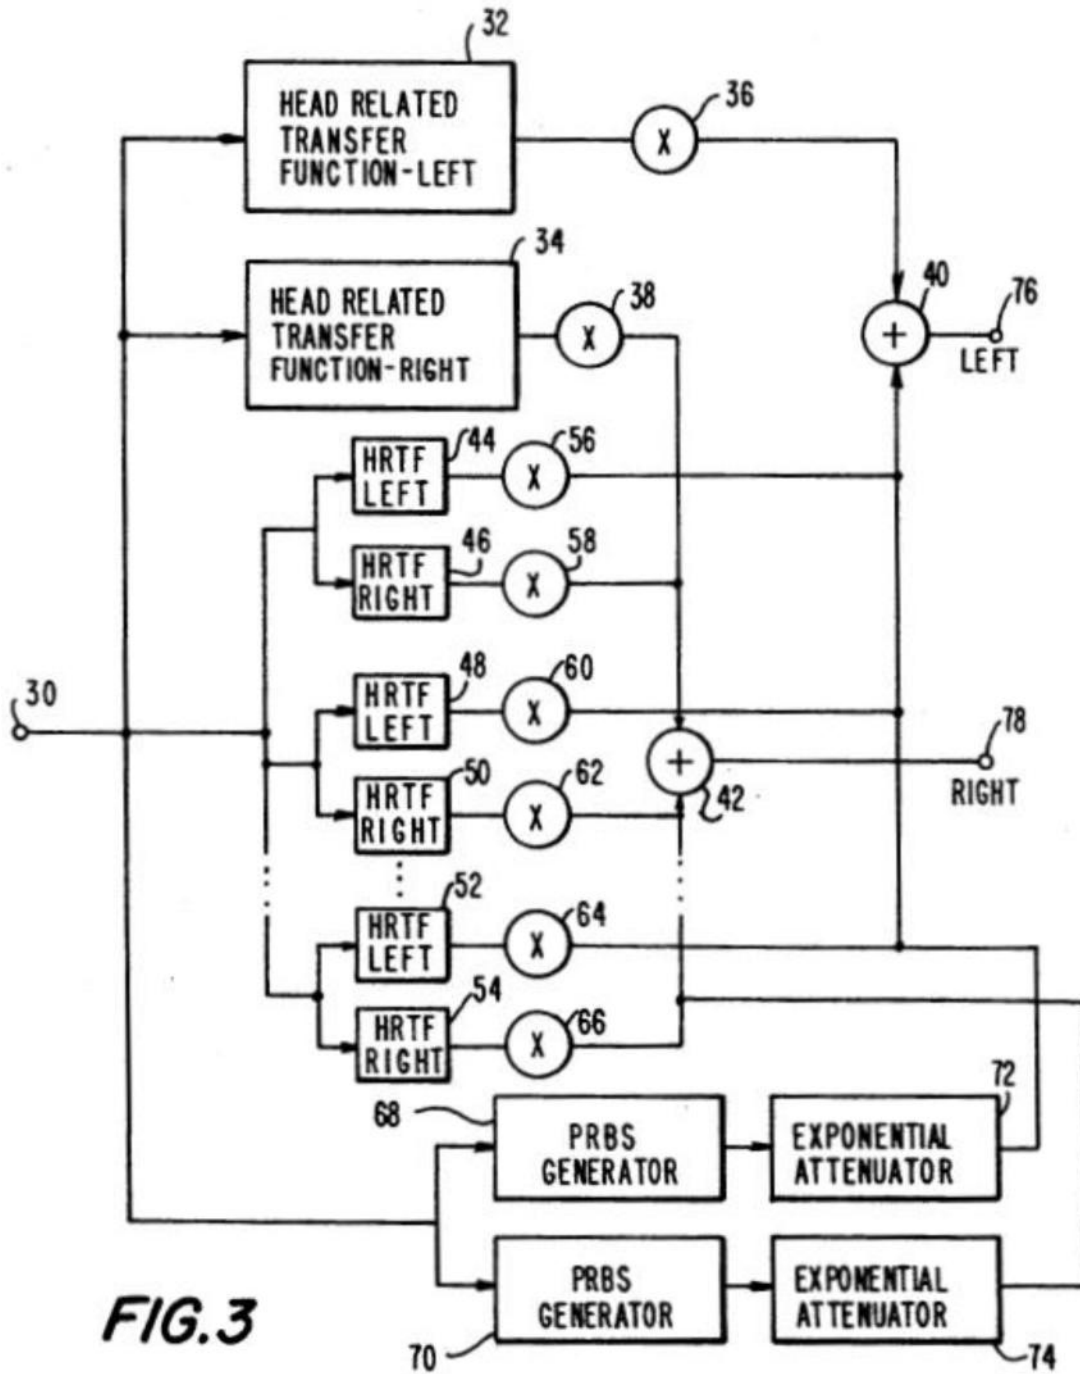 32
HEAD RELATED
TRANSFER
FUNCTION-LEFT
36
X
34
HEAD RELATED
TRANSFER
FUNCTION-RIGHT
38
X
40
+
76
LEFT
HRTF
LEFT
44
56
X
HRTF
RIGHT
46
58
X
30
HRTF
LEFT
48
60
X
+
42
78
RIGHT
HRTF
RIGHT
50
62
X
HRTF
LEFT
52
64
X
HRTF
RIGHT
54
66
X
68
PRBS
GENERATOR
72
EXPONENTIAL
ATTENUATOR
PRBS
GENERATOR
70
EXPONENTIAL
ATTENUATOR
74
FIG.3